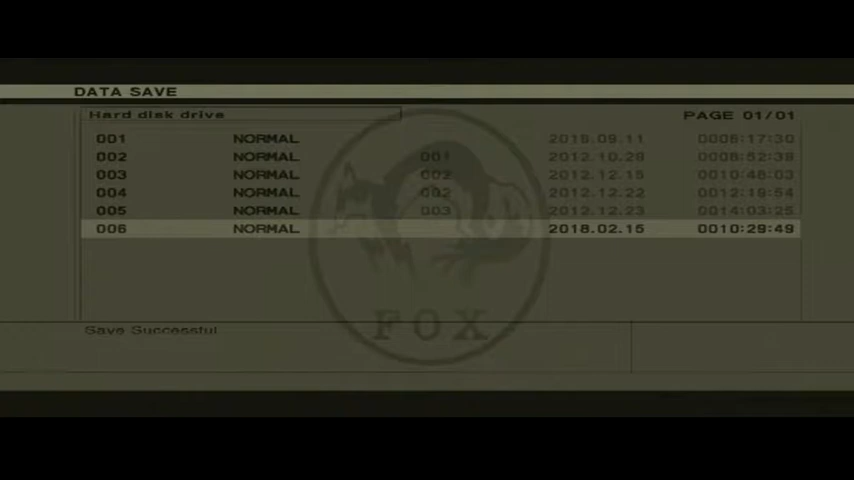 DATA SAVE
Hard disk drive PAGE 01/01
001 NORMAL 2018.09.11 0006:17:30
002 NORMAL 001 2012.10.29 0008:52:38
003 NORMAL 002 2012.12.15 0010:46:03
004 NORMAL 002 2012.12.22 0012:19:54
005 NORMAL 003 2012.12.23 0014:03:25
006 NORMAL 2018.02.15 0010:29:49
FOX
Save Successful